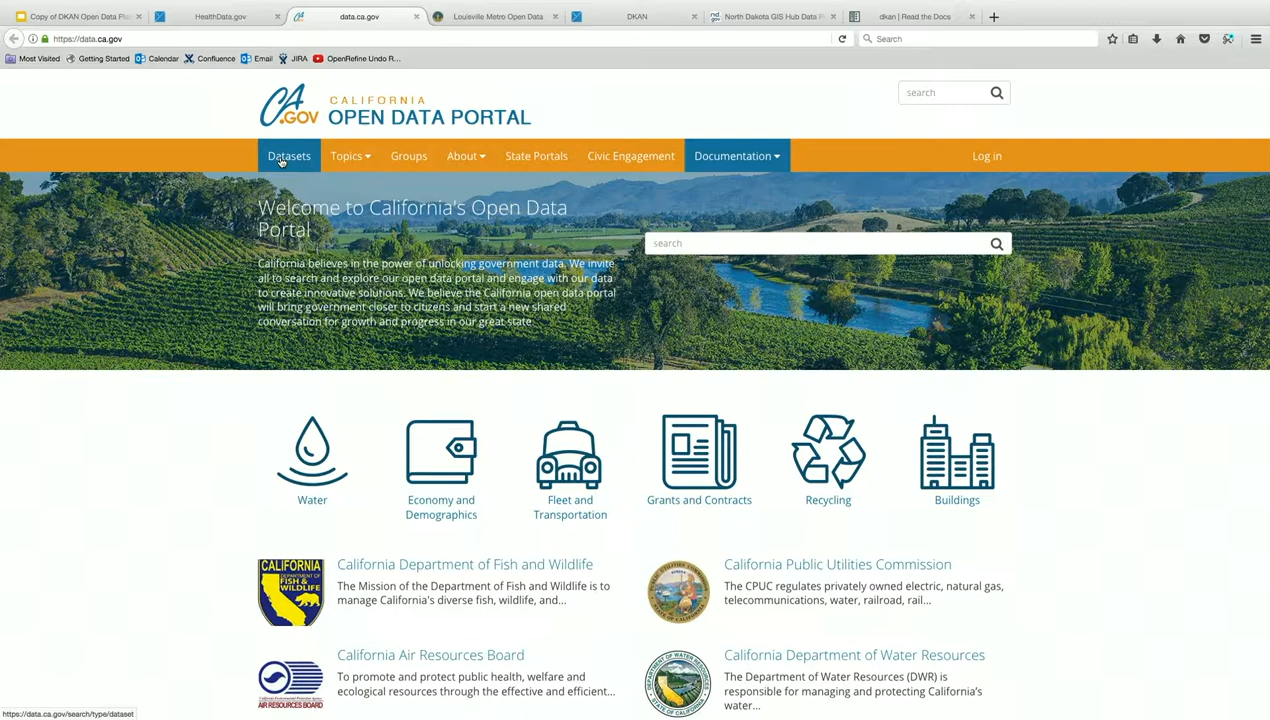 Copy of DKAN Open Data Pla
HealthData.gov
data.ca.gov
Louisville Metro Open Data
DKAN
North Dakota GIS Hub Data P
dkan | Read the Docs
https://data.ca.gov
Search
Most Visited
Getting Started
Calendar
Confluence
Email
JIRA
OpenRefine Undo R...
CA.GOV
CALIFORNIA
OPEN DATA PORTAL
search
Datasets
Topics
Groups
About
State Portals
Civic Engagement
Documentation
Log in
Welcome to California's Open Data
Portal
search
California believes in the power of unlocking government data. We invite
all to search and explore our open data portal and engage with our data
to create innovative solutions. We believe the California open data portal
will bring government closer to citizens and start a new shared
conversation for growth and progress in our great state.
Water
Economy and
Demographics
Fleet and
Transportation
Grants and Contracts
Recycling
Buildings
CALIFORNIA
DEPARTMENT OF
FISH &
WILDLIFE
California Department of Fish and Wildlife
The Mission of the Department of Fish and Wildlife is to
manage California's diverse fish, wildlife, and...
California Public Utilities Commission
The CPUC regulates privately owned electric, natural gas,
telecommunications, water, railroad, rail...
AIR RESOURCES BOARD
California Air Resources Board
To promote and protect public health, welfare and
ecological resources through the effective and efficient...
California Department of Water Resources
The Department of Water Resources (DWR) is
responsible for managing and protecting California's
water...
https://data.ca.gov/search/type/dataset